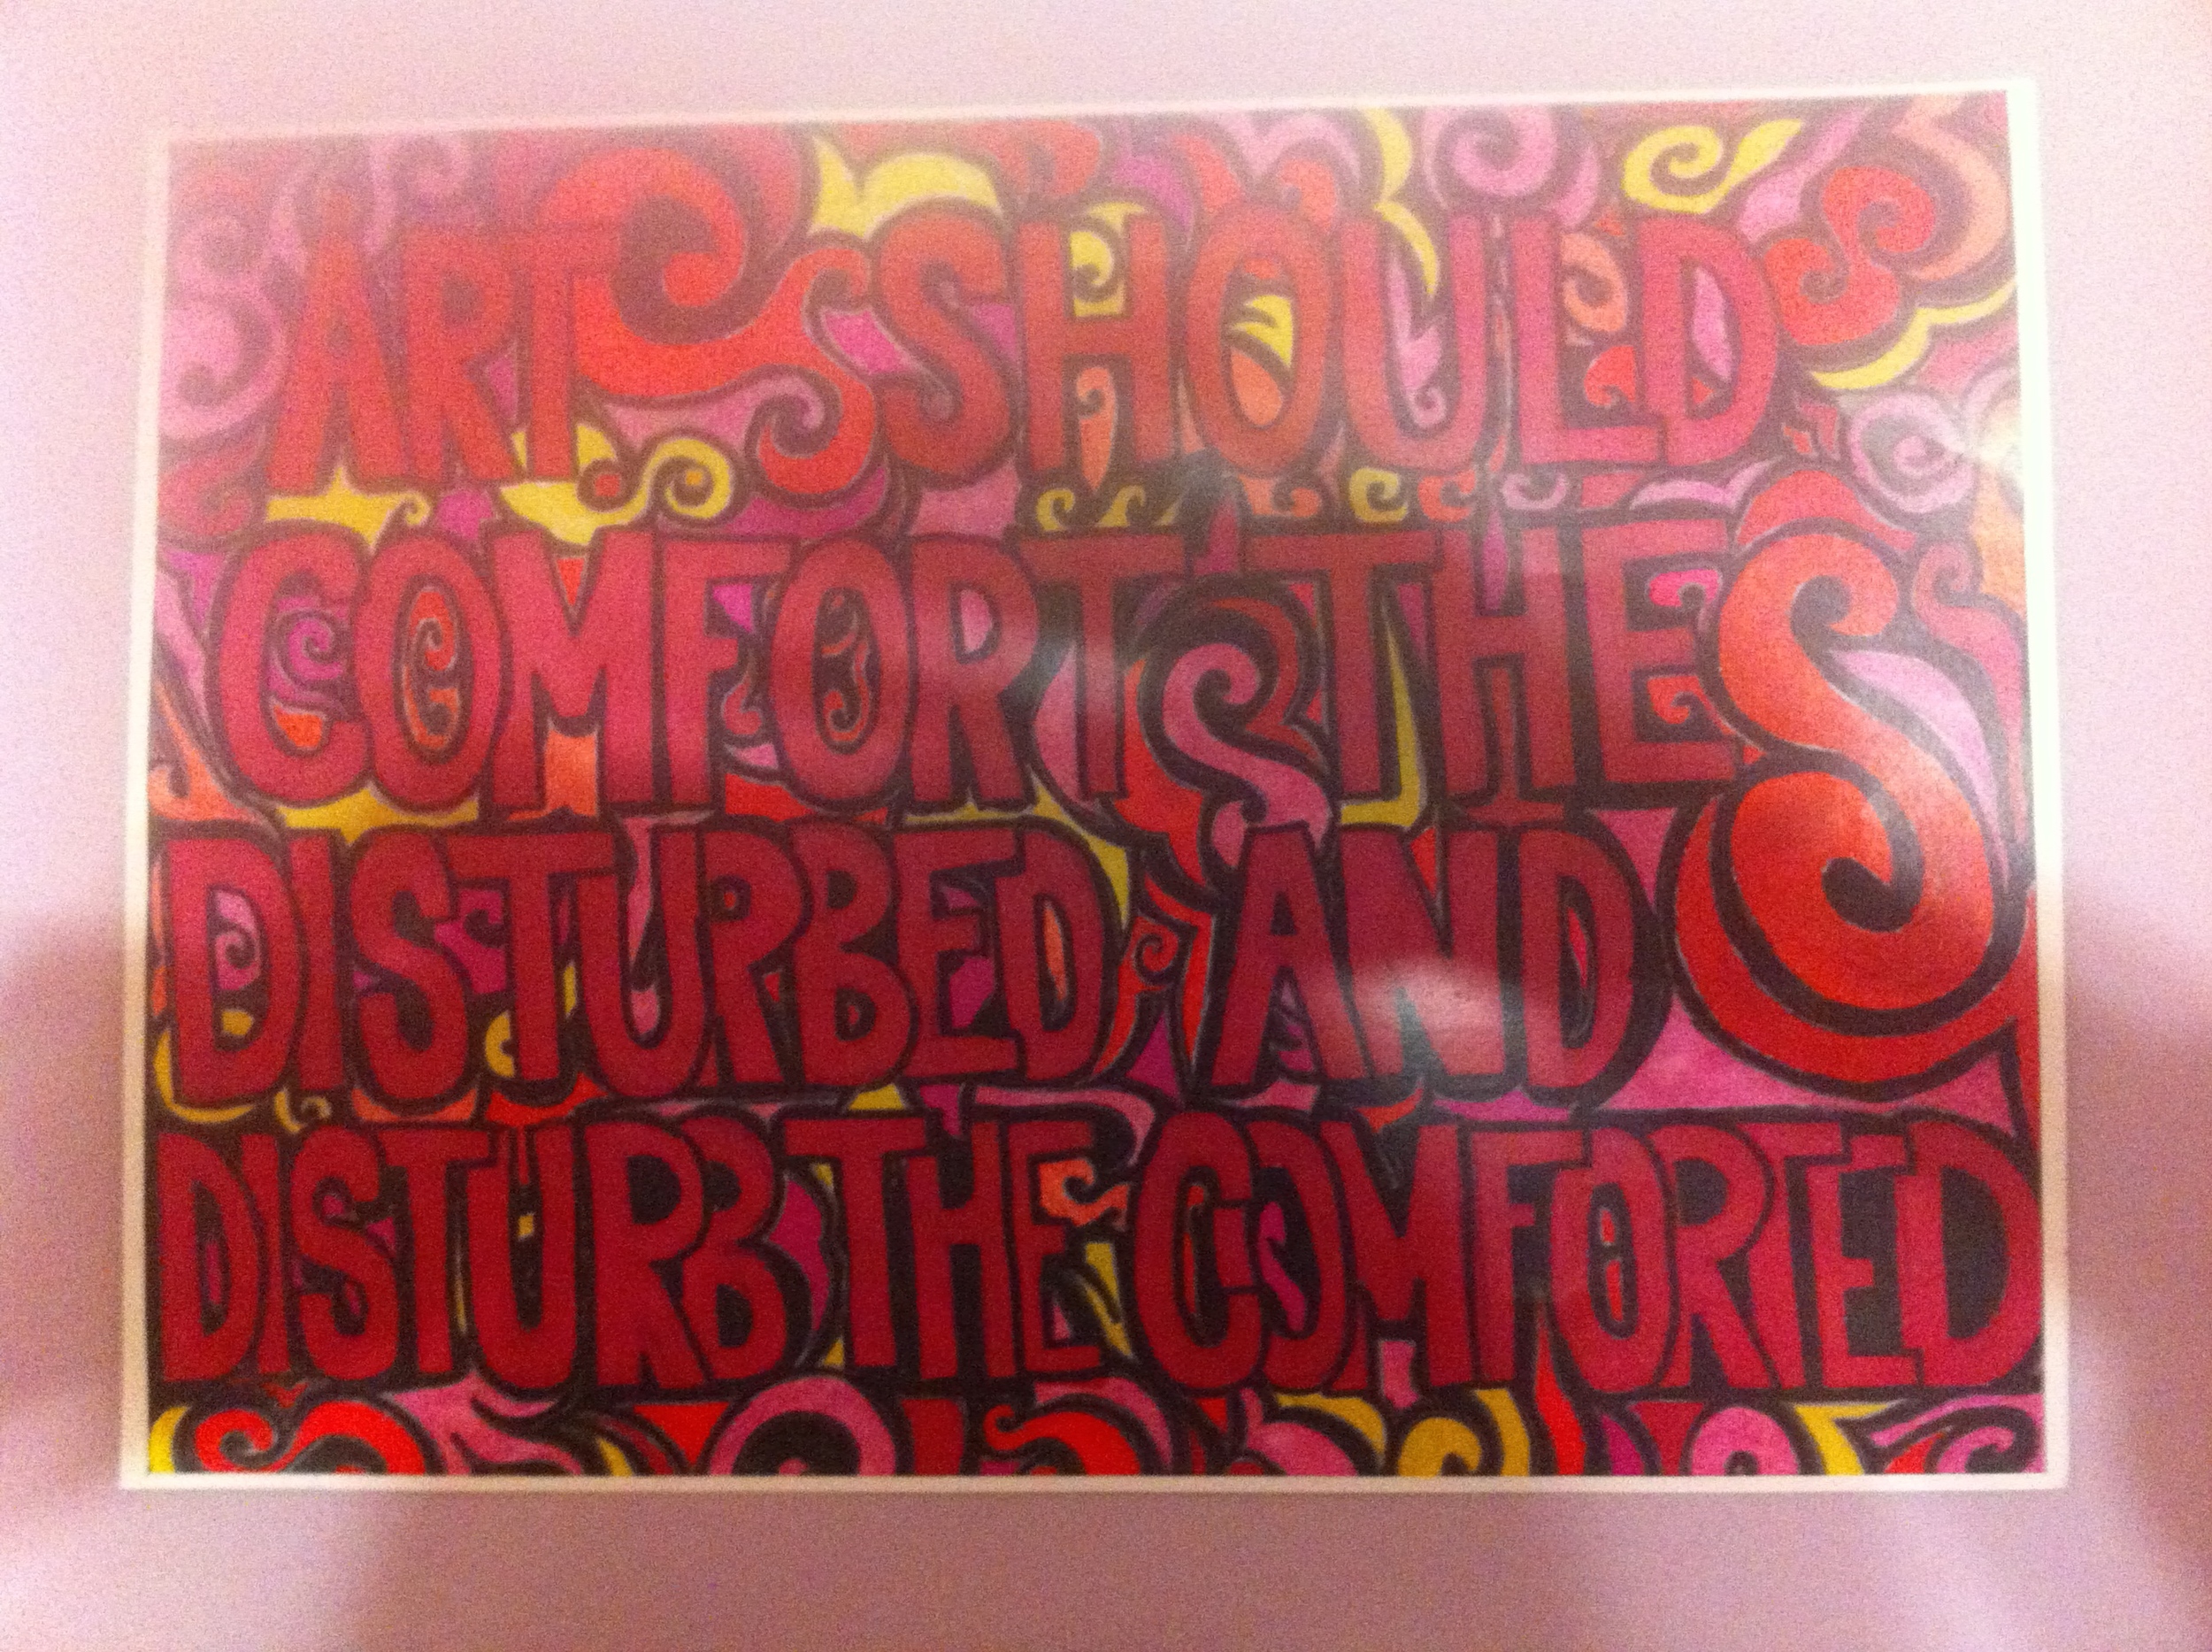 ART SHOULD
COMFORT THE
DISTURBED AND
DISTURB THE COMFORTED